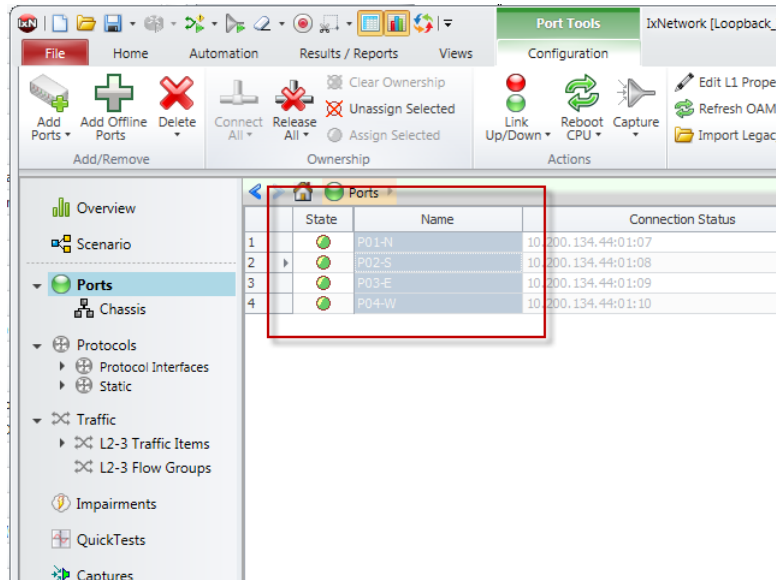 IxN
Port Tools
IxNetwork [Loopback_
File Home Automation Results / Reports Views Configuration
Add Ports
Add Offline Ports
Delete
Connect All
Release All
Clear Ownership
Unassign Selected
Assign Selected
Link Up/Down
Reboot CPU
Capture
Edit L1 Prope
Refresh OAM
Import Legac
Add/Remove Ownership Actions
Overview
Scenario
Ports
Chassis
Protocols
Protocol Interfaces
Static
Traffic
L2-3 Traffic Items
L2-3 Flow Groups
Impairments
QuickTests
Captures
Ports
State Name Connection Status
1 P01-N 10.200.134.44:01:07
2 P02-S 10.200.134.44:01:08
3 P03-E 10.200.134.44:01:09
4 P04-W 10.200.134.44:01:10